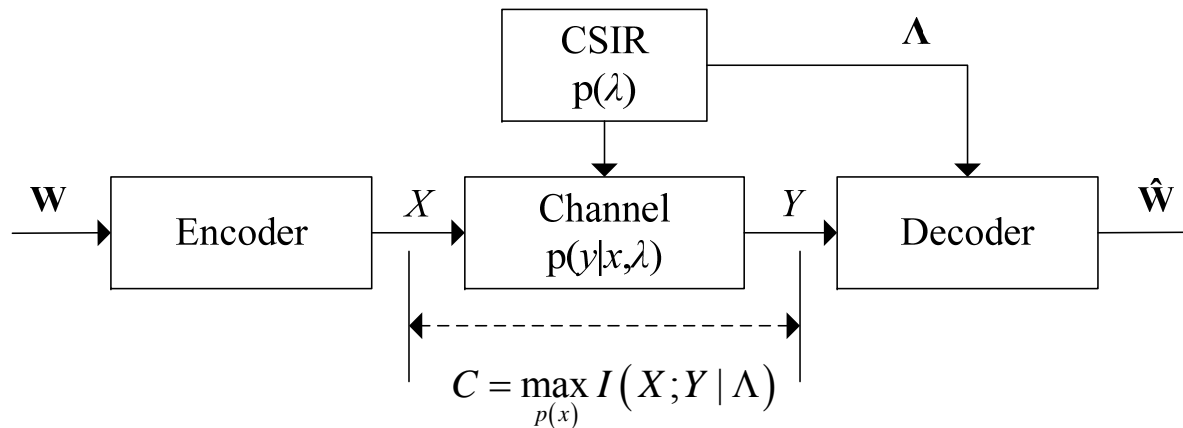 CSIR
p(λ)
Λ
W
Encoder
X
Channel
p(y|x,λ)
Y
Decoder
Ŵ
C = max I(X;Y|Λ)
p(x)